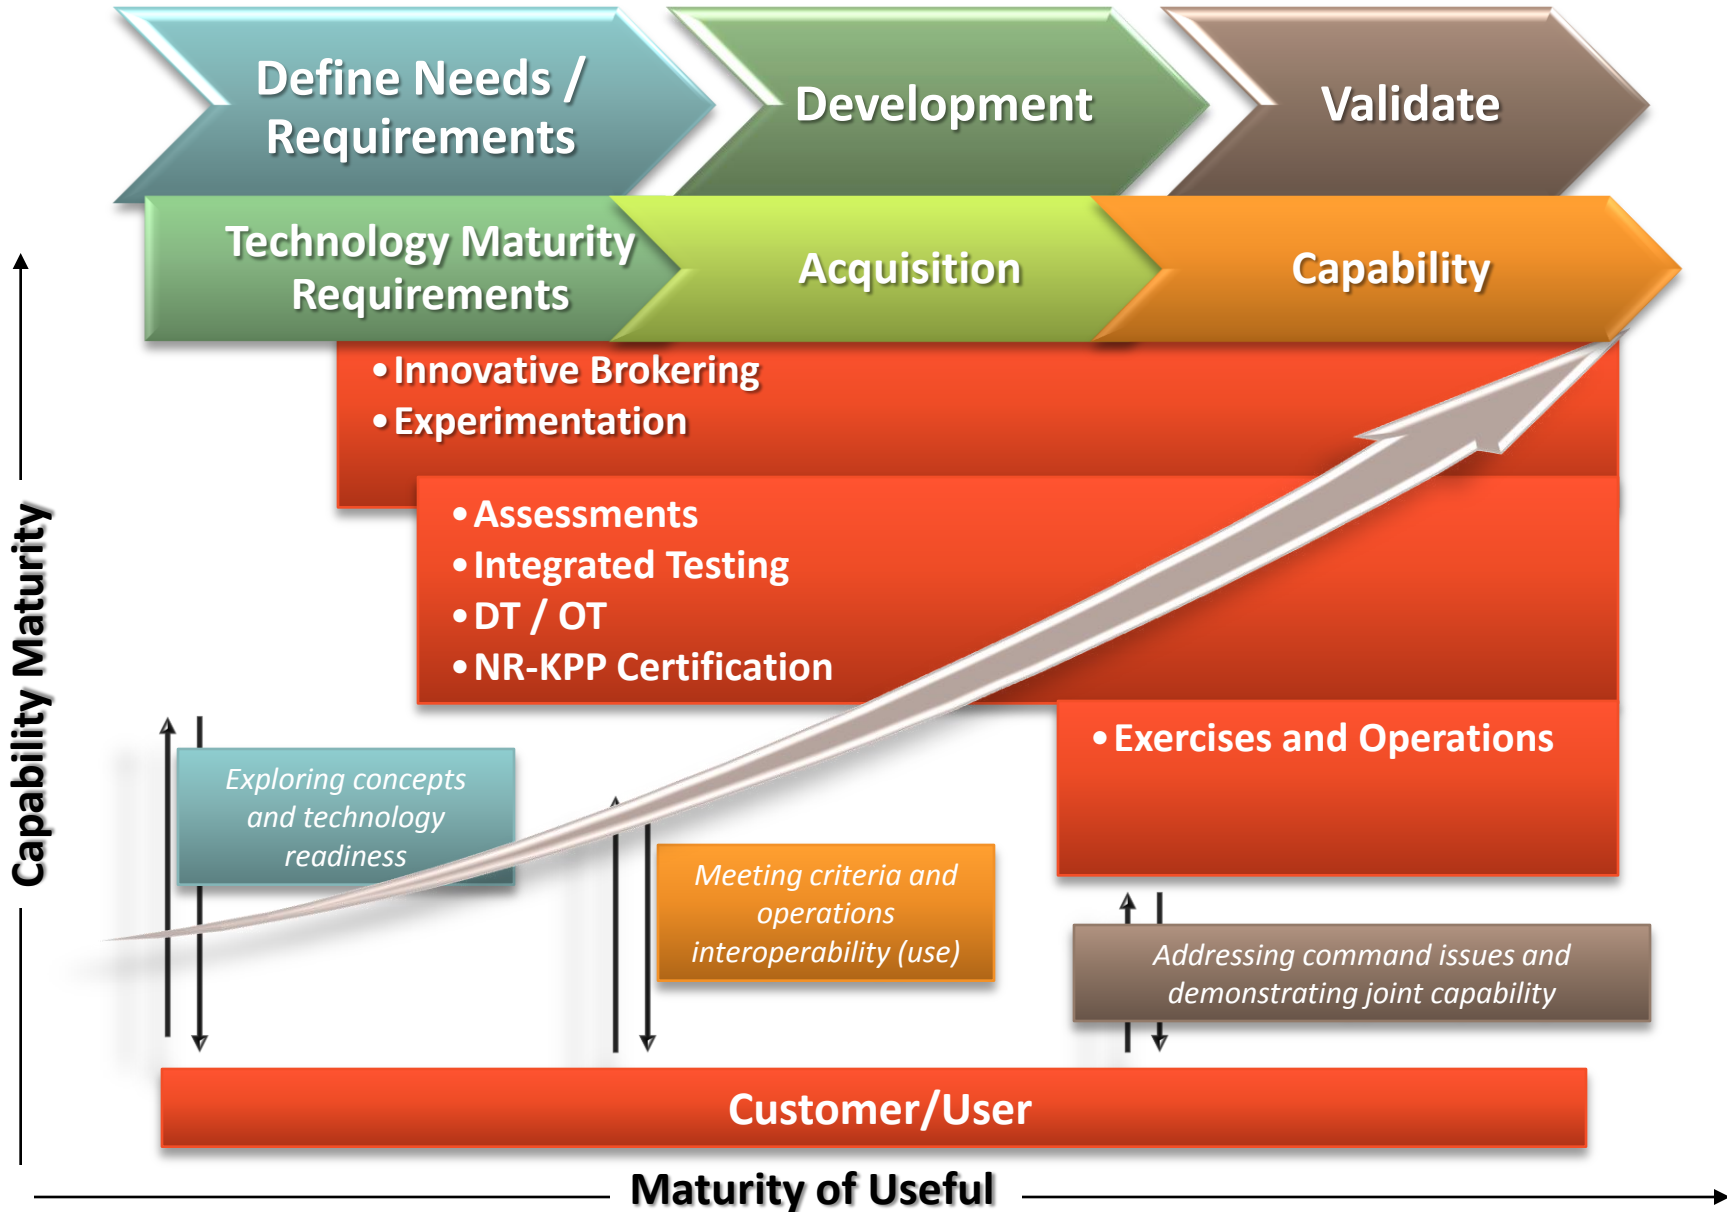 Define Needs /
Requirements
Development
Validate
Technology Maturity
Requirements
Acquisition
Capability
•Innovative Brokering
•Experimentation
•Assessments
•Integrated Testing
•DT / OT
•NR-KPP Certification
•Exercises and Operations
Capability Maturity
Exploring concepts
and technology
readiness
Meeting criteria and
operations
interoperability (use)
Addressing command issues and
demonstrating joint capability
Customer/User
Maturity of Useful